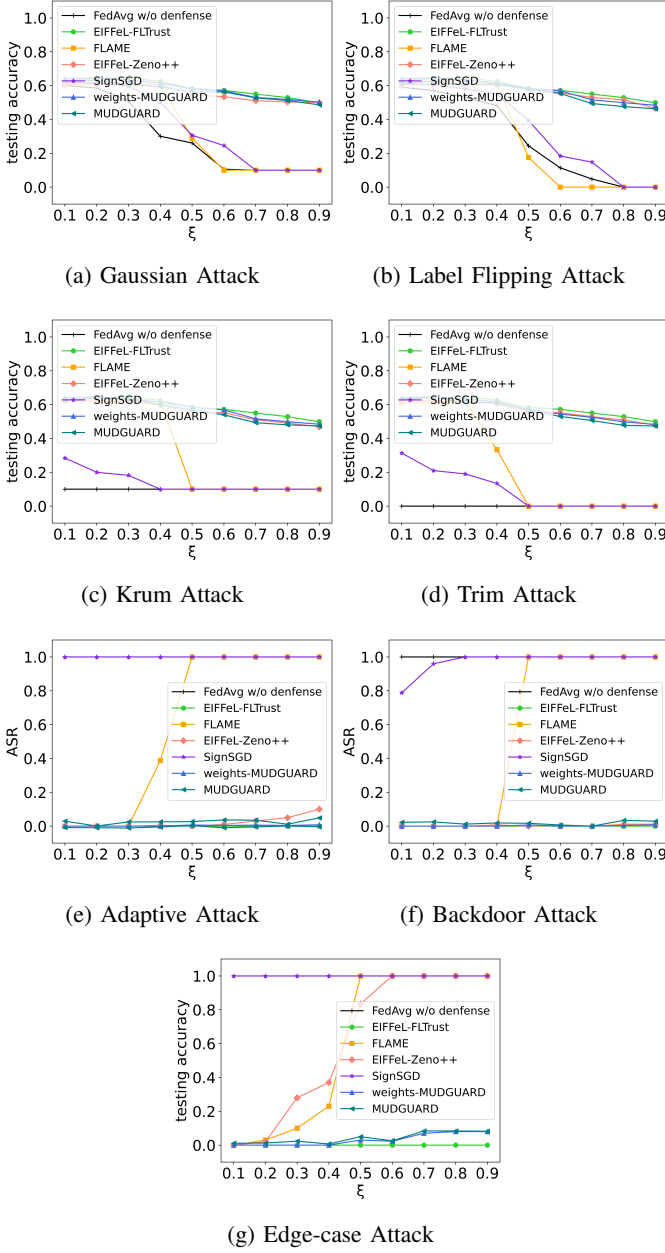 testing accuracy
1.0
0.8
0.6
0.4
0.2
0.0
FedAvg w/o denfense
EIFFeL-FLTrust
FLAME
EIFFeL-Zeno++
SignSGD
weights-MUDGUARD
MUDGUARD
0.1 0.2 0.3 0.4 0.5 0.6 0.7 0.8 0.9
ξ
(a) Gaussian Attack
testing accuracy
1.0
0.8
0.6
0.4
0.2
0.0
FedAvg w/o denfense
EIFFeL-FLTrust
FLAME
EIFFeL-Zeno++
SignSGD
weights-MUDGUARD
MUDGUARD
0.1 0.2 0.3 0.4 0.5 0.6 0.7 0.8 0.9
ξ
(b) Label Flipping Attack
testing accuracy
1.0
0.8
0.6
0.4
0.2
0.0
FedAvg w/o denfense
EIFFeL-FLTrust
FLAME
EIFFeL-Zeno++
SignSGD
weights-MUDGUARD
MUDGUARD
0.1 0.2 0.3 0.4 0.5 0.6 0.7 0.8 0.9
ξ
(c) Krum Attack
testing accuracy
1.0
0.8
0.6
0.4
0.2
0.0
FedAvg w/o denfense
EIFFeL-FLTrust
FLAME
EIFFeL-Zeno++
SignSGD
weights-MUDGUARD
MUDGUARD
0.1 0.2 0.3 0.4 0.5 0.6 0.7 0.8 0.9
ξ
(d) Trim Attack
ASR
1.0
0.8
0.6
0.4
0.2
0.0
FedAvg w/o denfense
EIFFeL-FLTrust
FLAME
EIFFeL-Zeno++
SignSGD
weights-MUDGUARD
MUDGUARD
0.1 0.2 0.3 0.4 0.5 0.6 0.7 0.8 0.9
ξ
(e) Adaptive Attack
ASR
1.0
0.8
0.6
0.4
0.2
0.0
FedAvg w/o denfense
EIFFeL-FLTrust
FLAME
EIFFeL-Zeno++
SignSGD
weights-MUDGUARD
MUDGUARD
0.1 0.2 0.3 0.4 0.5 0.6 0.7 0.8 0.9
ξ
(f) Backdoor Attack
testing accuracy
1.0
0.8
0.6
0.4
0.2
0.0
FedAvg w/o denfense
EIFFeL-FLTrust
FLAME
EIFFeL-Zeno++
SignSGD
weights-MUDGUARD
MUDGUARD
0.1 0.2 0.3 0.4 0.5 0.6 0.7 0.8 0.9
ξ
(g) Edge-case Attack